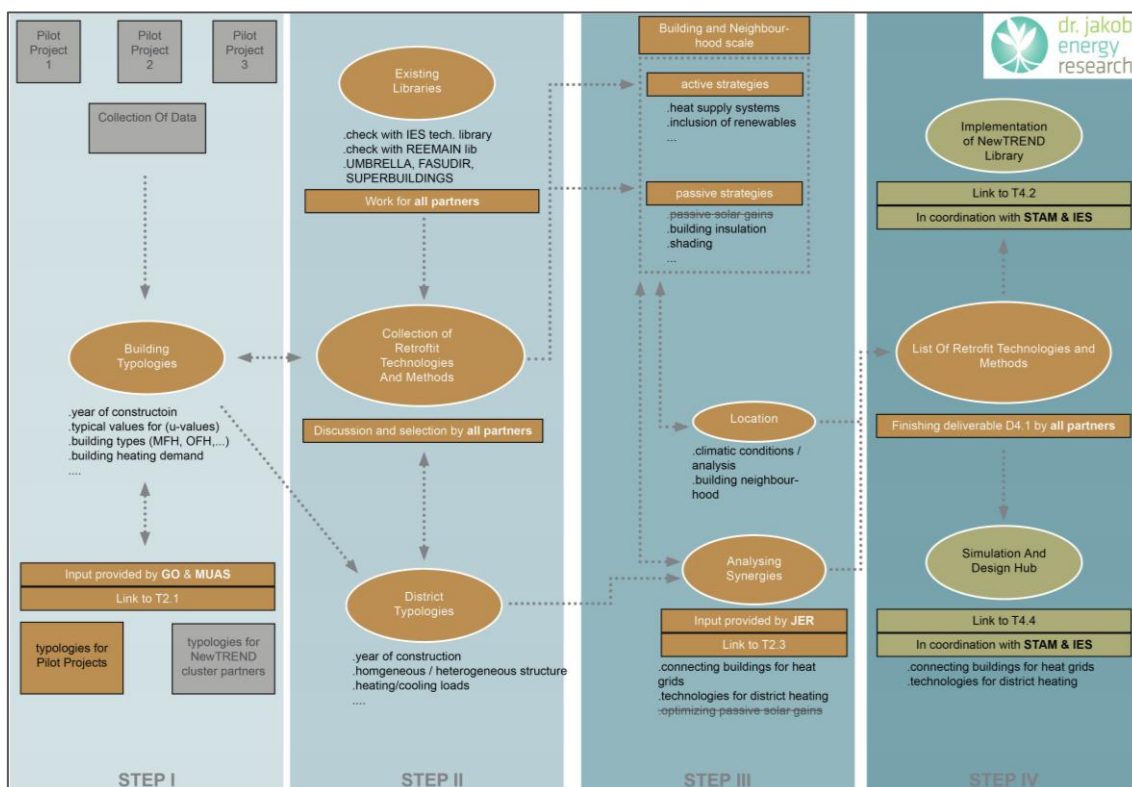 Pilot
Project
1
Pilot
Project
2
Pilot
Project
3
Collection Of Data
Building
Typologies
.year of constructoin
.typical values for (u-values)
.building types (MFH, OFH,...)
.building heating demand
....
Input provided by GO & MUAS
Link to T2.1
typologies for
Pilot Projects
typologies for
NewTREND
cluster partners
STEP I
Existing
Libraries
.check with IES tech. library
.check with REEMAIN lib
.UMBRELLA, FASUDIR,
SUPERBUILDINGS
Work for all partners
Collection of
Retroftit
Technologies
And Methods
Discussion and selection by all partners
District
Typologies
.year of construction
.homgeneous / heterogeneous structure
.heating/cooling loads
....
STEP II
Building and Neighbour-
hood scale
active strategies
.heat supply systems
.inclusion of renewables
...
passive strategies
.passive solar gains
.building insulation
.shading
...
Location
.climatic conditions /
analysis
.building neighbour-
hood
Analysing
Synergies
Input provided by JER
Link to T2.3
.connecting buildings for heat
grids
.technologies for district heating
.optimizing passive solar gains
STEP III
dr. jakob
energy
research
Implementation
of NewTREND
Library
Link to T4.2
In coordination with STAM & IES
List Of Retrofit Technologies and
Methods
Finishing deliverable D4.1 by all partners
Simulation And
Design Hub
Link to T4.4
In coordination with STAM & IES
.connecting buildings for heat grids
.technologies for district heating
STEP IV